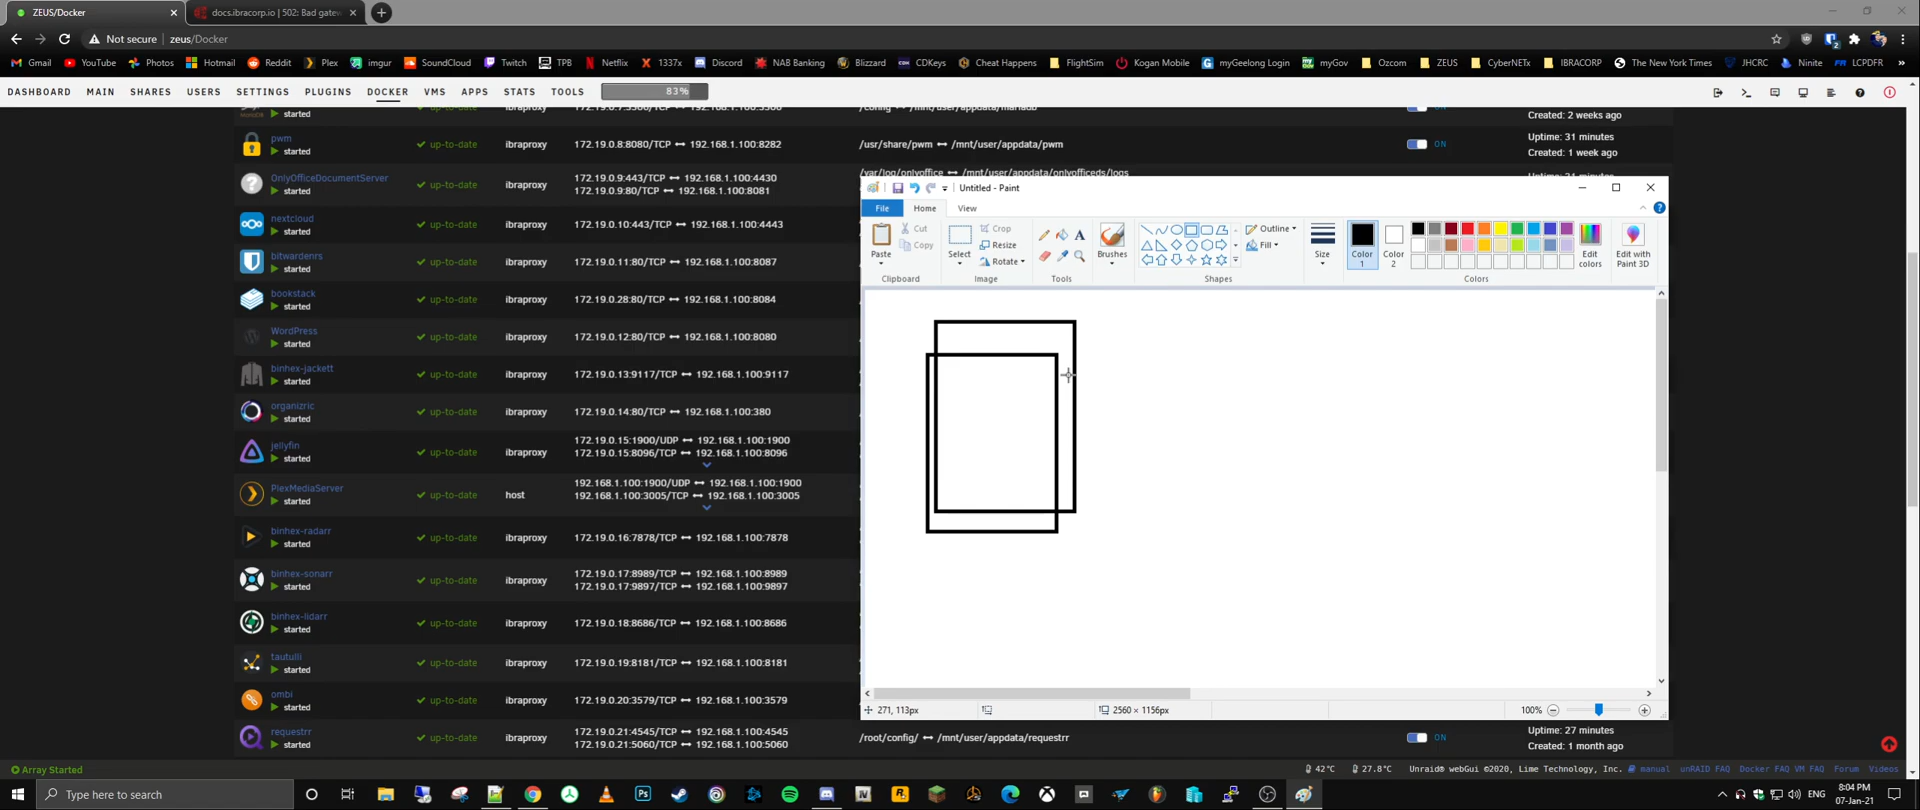 ZEUS/Docker
docs.ibracorp.io | 502: Bad gatew
Not secure | zeus/Docker
Gmail YouTube Photos Hotmail Reddit Plex imgur SoundCloud Twitch TPB Netflix 1337x Discord NAB Banking Blizzard CDKeys Cheat Happens FlightSim Kogan Mobile myGeelong Login myGov Ozcom ZEUS CyberNETx IBRACORP The New York Times JHCRC Ninite LCPDFR »
DASHBOARD MAIN SHARES USERS SETTINGS PLUGINS DOCKER VMS APPS STATS TOOLS 83%
started Created: 2 weeks ago
pwm started up-to-date ibraproxy 172.19.0.8:8080/TCP 192.168.1.100:8282 /usr/share/pwm /mnt/user/appdata/pwm ON Uptime: 31 minutes
Created: 1 week ago
OnlyOfficeDocumentServer started up-to-date ibraproxy 172.19.0.9:443/TCP 192.168.1.100:4430 /var/log/onlyoffice /mnt/user/appdata/onlyofficeds/logs
172.19.0.9:80/TCP 192.168.1.100:8081
nextcloud started up-to-date ibraproxy 172.19.0.10:443/TCP 192.168.1.100:4443
bitwardenrs started up-to-date ibraproxy 172.19.0.11:80/TCP 192.168.1.100:8087
bookstack started up-to-date ibraproxy 172.19.0.28:80/TCP 192.168.1.100:8084
WordPress started up-to-date ibraproxy 172.19.0.12:80/TCP 192.168.1.100:8080
binhex-jackett started up-to-date ibraproxy 172.19.0.13:9117/TCP 192.168.1.100:9117
organizric started up-to-date ibraproxy 172.19.0.14:80/TCP 192.168.1.100:380
jellyfin started up-to-date ibraproxy 172.19.0.15:1900/UDP 192.168.1.100:1900
172.19.0.15:8096/TCP 192.168.1.100:8096
PlexMediaServer started up-to-date host 192.168.1.100:1900/UDP 192.168.1.100:1900
192.168.1.100:3005/TCP 192.168.1.100:3005
binhex-radarr started up-to-date ibraproxy 172.19.0.16:7878/TCP 192.168.1.100:7878
binhex-sonarr started up-to-date ibraproxy 172.19.0.17:8989/TCP 192.168.1.100:8989
172.19.0.17:9897/TCP 192.168.1.100:9897
binhex-lidarr started up-to-date ibraproxy 172.19.0.18:8686/TCP 192.168.1.100:8686
tautulli started up-to-date ibraproxy 172.19.0.19:8181/TCP 192.168.1.100:8181
ombi started up-to-date ibraproxy 172.19.0.20:3579/TCP 192.168.1.100:3579
requestrr started up-to-date ibraproxy 172.19.0.21:4545/TCP 192.168.1.100:4545 /root/config/ /mnt/user/appdata/requestrr ON Uptime: 27 minutes
172.19.0.21:5060/TCP 192.168.1.100:5060 Created: 1 month ago
Untitled - Paint
File Home View
Paste Cut Copy Clipboard
Select Crop Resize Rotate Image
Tools
Brushes
Shapes
Outline Fill
Size
Color 1
Color 2
Edit colors
Colors
Edit with Paint 3D
271, 113px
2560 × 1156px
100%
Array Started
42°C 27.8°C Unraid® webGui ©2020, Lime Technology, Inc. manual unRAID FAQ Docker FAQ VM FAQ Forum Videos
Type here to search
ENG
8:04 PM
07-Jan-21